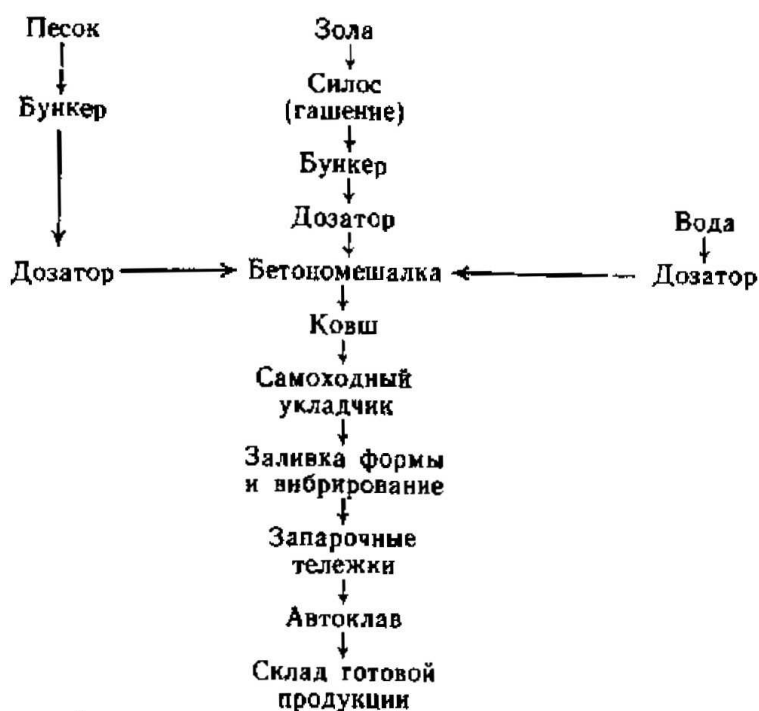 Песок
Зола
Силос
(гашение)
Бункер
Бункер
Дозатор
Вода
Дозатор
Бетономешалка
Дозатор
Ковш
Самоходный
укладчик
Заливка формы
и вибрирование
Запарочные
тележки
Автоклав
Склад готовой
продукции